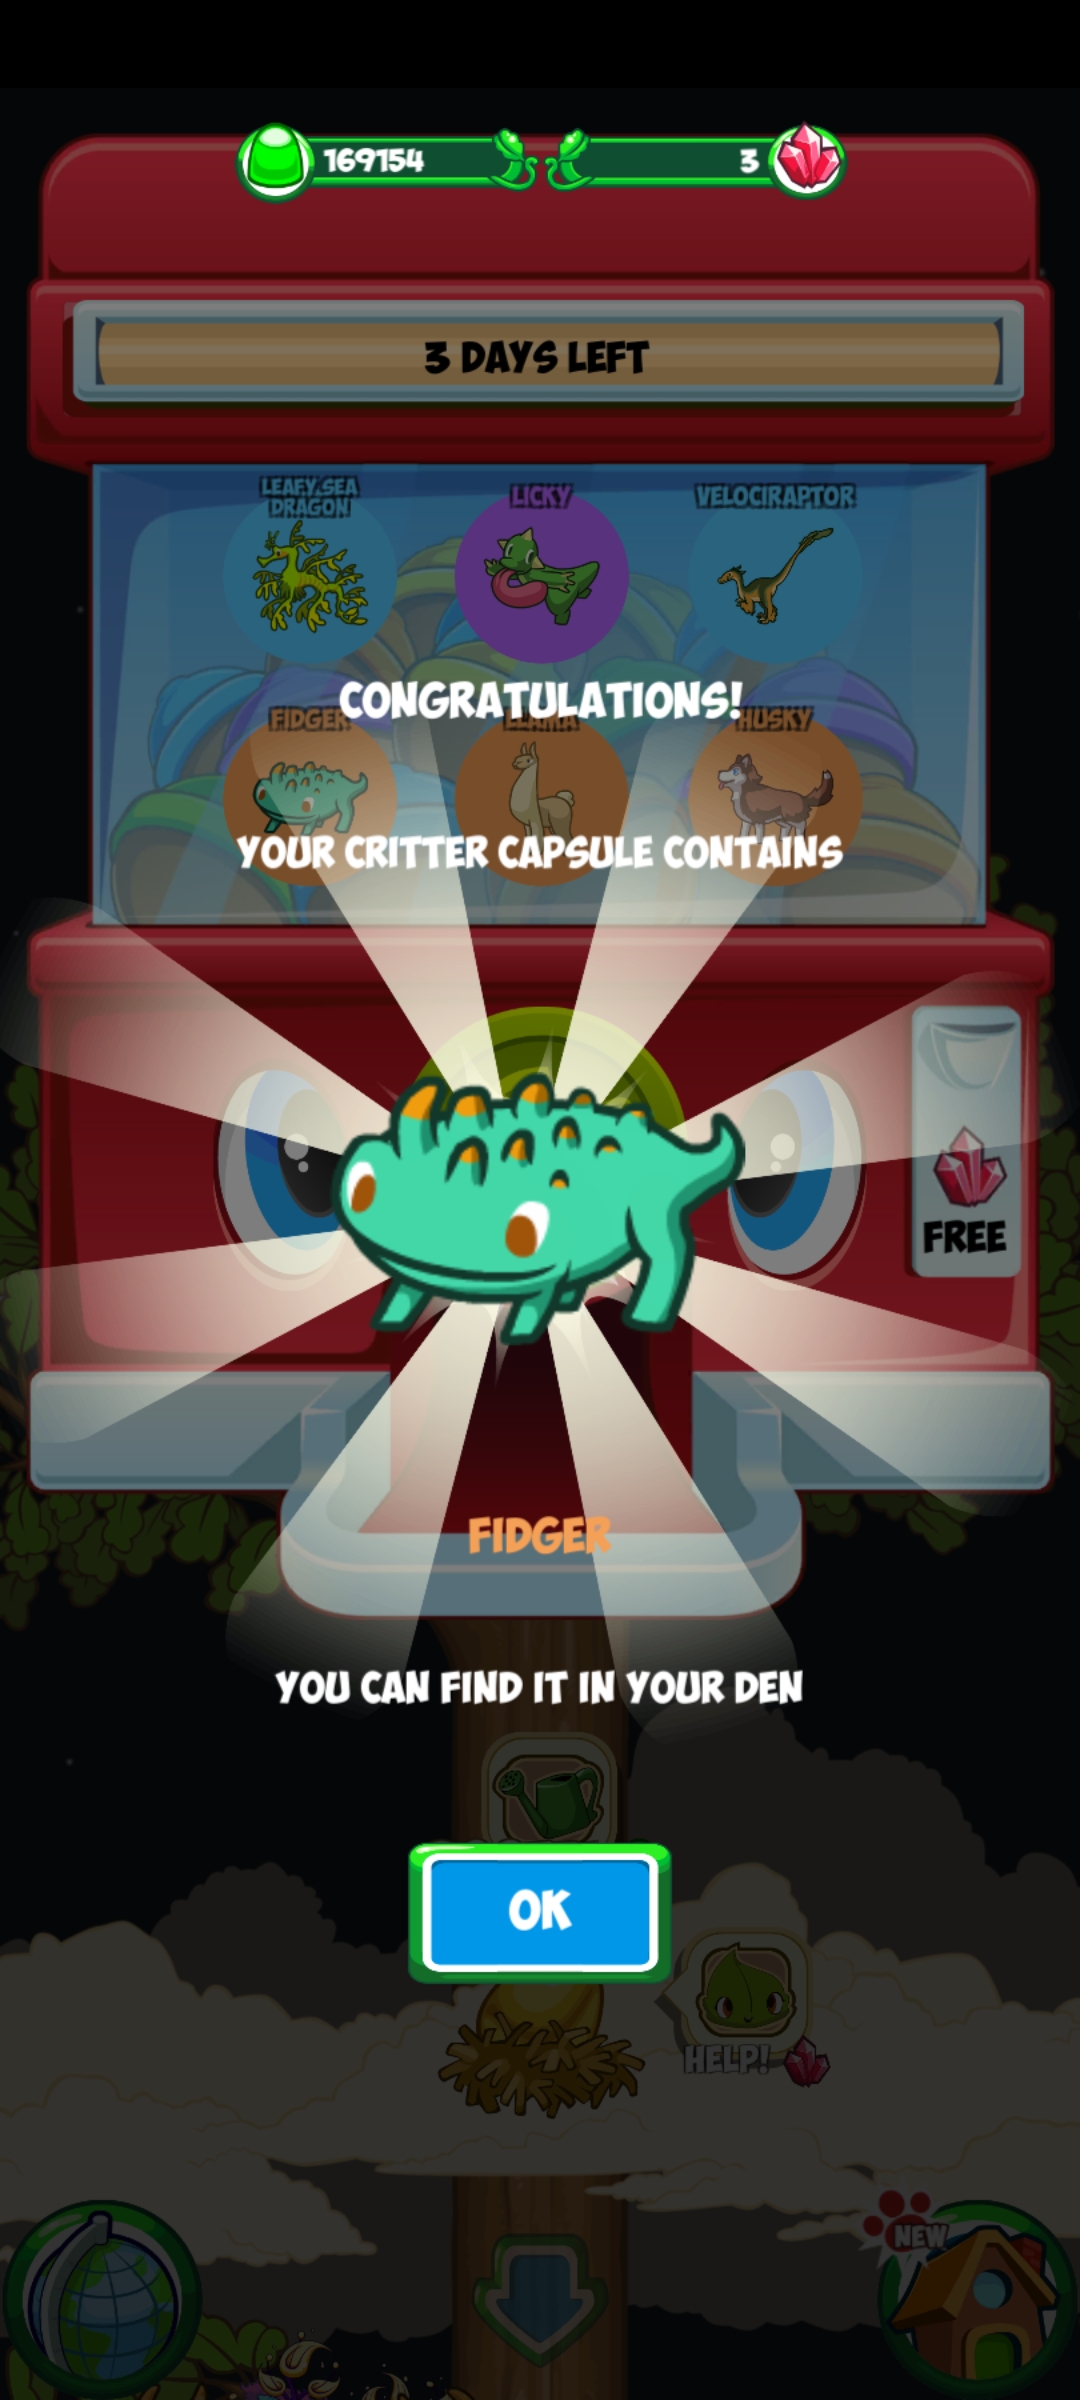 169154
3
3 DAYS LEFT
LEAFY SEA
DRAGON
LICKY
VELOCIRAPTOR
CONGRATULATIONS!
FIDGER
LLAMA
HUSKY
YOUR CRITTER CAPSULE CONTAINS
FREE
FIDGER
YOU CAN FIND IT IN YOUR DEN
OK
HELP!
NEW